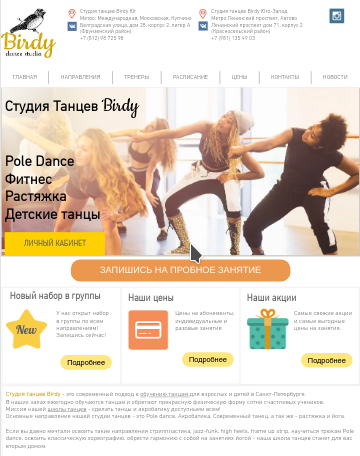 Birdy
dance studio
Студия танцев Birdy Юг
Метро: Международная, Московская, Купчино
Белградская улица, дом 28, корпус 2, литер А
(Фрунзенский район)
+7 (812) 98 728 98
Студия танцев Birdy Юго-Запад
Метро Ленинский проспект, Автово
Ленинский проспект дом 71, корпус 2
(Красносельский район)
+7 (981) 135 49 03
ГЛАВНАЯ
НАПРАВЛЕНИЯ
ТРЕНЕРЫ
РАСПИСАНИЕ
ЦЕНЫ
КОНТАКТЫ
НОВОСТИ
Студия Танцев Birdy
Pole Dance
Фитнес
Растяжка
Детские танцы
ЛИЧНЫЙ КАБИНЕТ
ЗАПИШИСЬ НА ПРОБНОЕ ЗАНЯТИЕ
Новый набор в группы
New
У нас открыт набор
в группы по всем
направлениям!
Запишись сейчас!
Подробнее
Наши цены
Цены на абонементы,
индивидуальные и
разовые занятия
Подробнее
Наши акции
Самые свежие акции
и самые выгодные
цены на занятия.
Подробнее
Студия танцев Birdy - это современный подход к обучению танцам для взрослых и детей в Санкт-Петербурге.
В наших залах ежегодно обучаются танцам и обретают прекрасную физическую форму сотни счастливых учеников.
Миссия нашей школы танцев - сделать танцы и акробатику доступными всем!
Основные направления нашей студии танцев - это Pole dance, Акробатика, Современный танец, а так же - растяжка и йога.
Если вы давно мечтали освоить такие направления стриппластика, jazz-funk, high heels, frame up strip, научиться трюкам Pole
dance, освоить классическую хореографию, обрести гармонию с собой на занятиях йогой - наша школа танцев станет для вас
вторым домом.